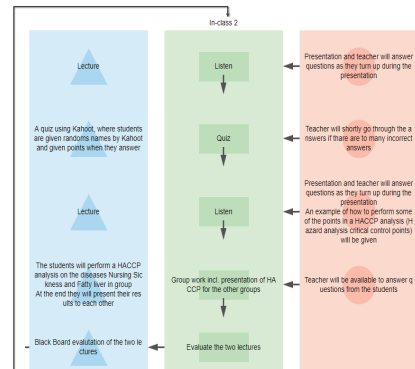 In-class 2
Lecture
Listen
Presentation and teacher will answer
questions as they turn up during the
presentation
A quiz using Kahoot, where students
are given randoms names by Kahoot
and given points when they answer
Quiz
Teacher will shortly go through the a
nswers if thare are to many incorrect
answers
Lecture
Listen
Presentation and teacher will answer
questions as they turn up during the
presentation
An example of how to perform some
of the points in a HACCP analysis (H
azard analysis critical control points)
will be given
The students will perform a HACCP
analysis on the diseases Nursing Sic
kness and Fatty liver in group
At the end they will present their res
uits to each other
Group work incl. presentation of HA
CCP for the other groups
Teacher will be available to answer q
uestions from the students
Black Board evalutation of the two le
ctures
Evaluate the two lectures